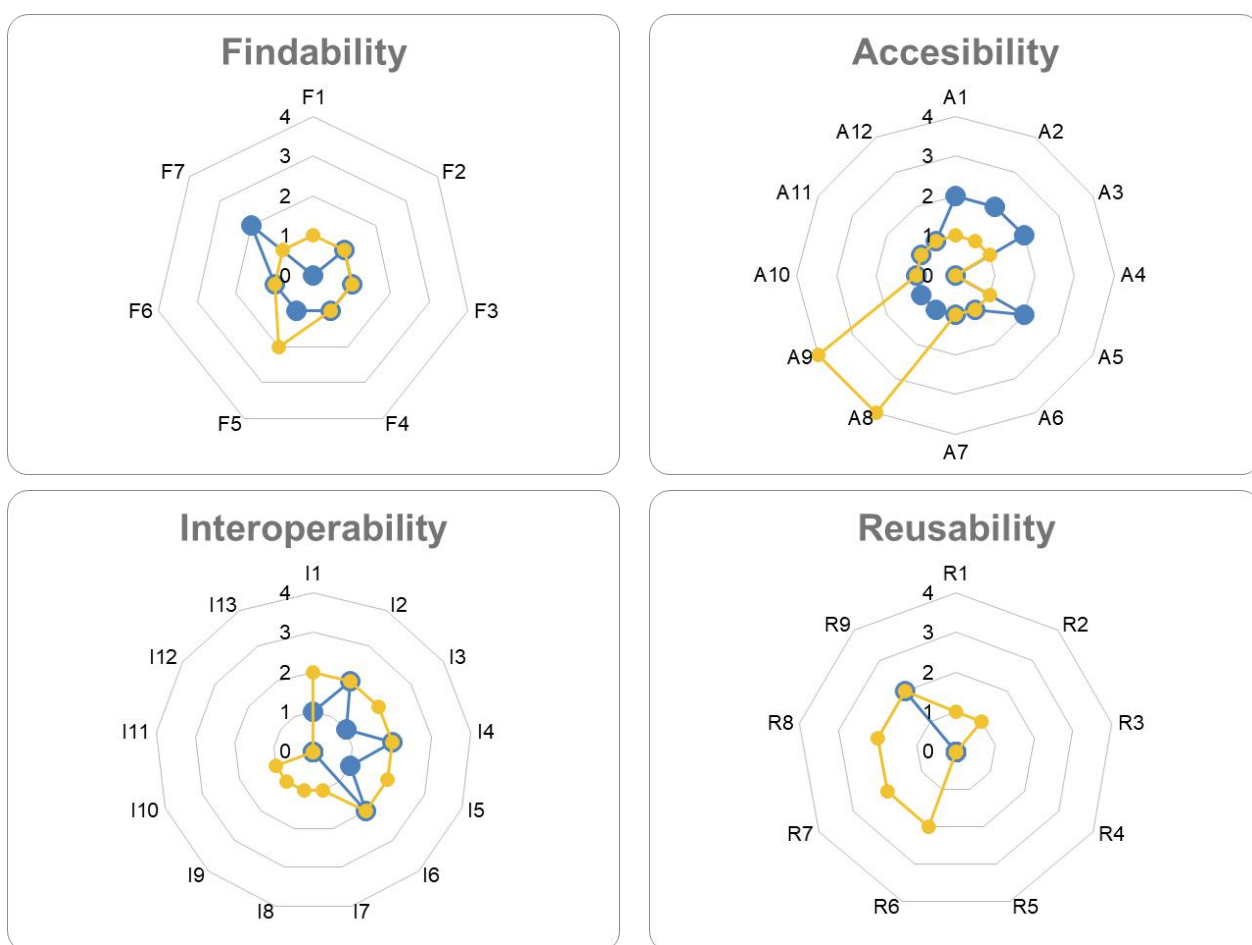 Findability
F1
4
3
2
1
0
F2
F3
F4
F5
F6
F7
Accesibility
A1
4
3
2
1
0
A2
A3
A4
A5
A6
A7
A8
A9
A10
A11
A12
Interoperability
I1
4
3
2
1
0
I2
I3
I4
I5
I6
I7
I8
I9
I10
I11
I12
I13
Reusability
R1
4
3
2
1
0
R2
R3
R4
R5
R6
R7
R8
R9